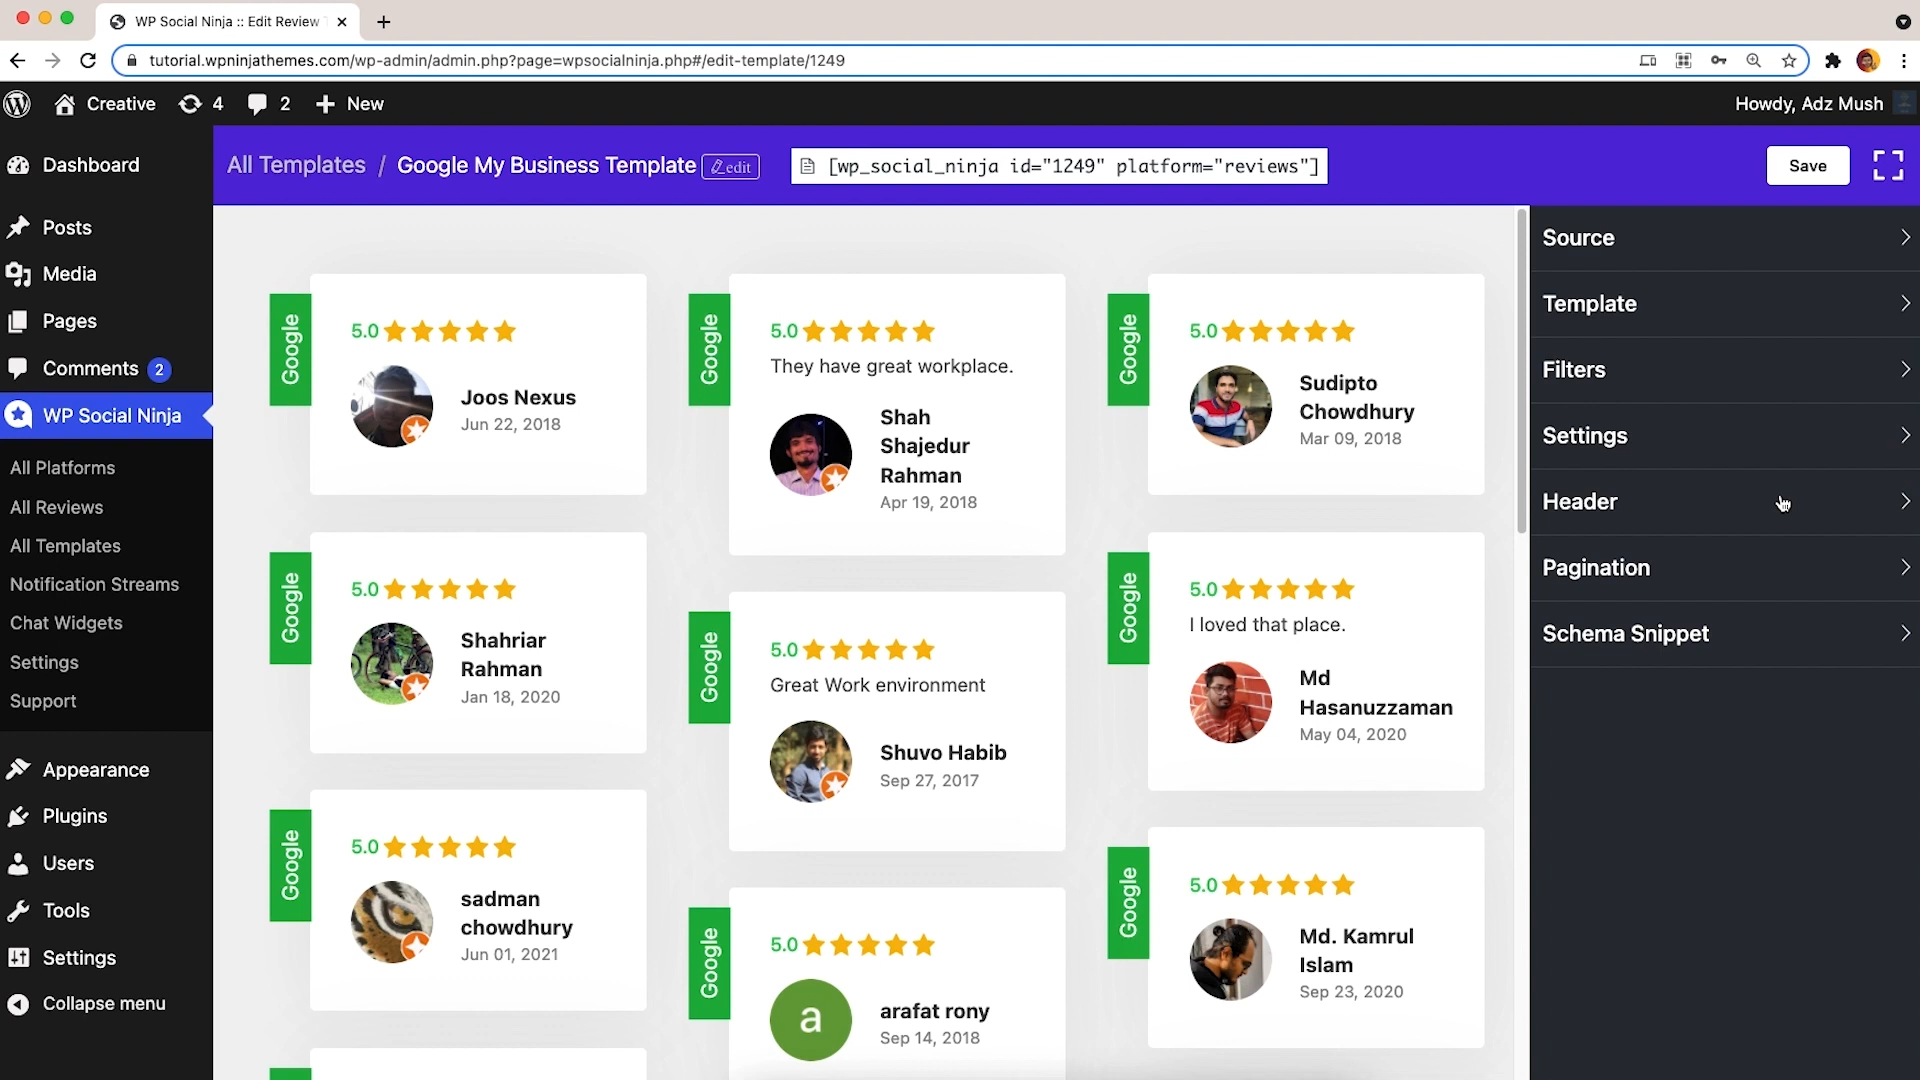 WP Social Ninja :: Edit Review
tutorial.wpninjathemes.com/wp-admin/admin.php?page=wpsocialninja.php#/edit-template/1249
Creative
4
2
New
Howdy, Adz Mush
Dashboard
Posts
Media
Pages
Comments 2
WP Social Ninja
All Platforms
All Reviews
All Templates
Notification Streams
Chat Widgets
Settings
Support
Appearance
Plugins
Users
Tools
Settings
Collapse menu
All Templates / Google My Business Template edit
[wp_social_ninja id="1249" platform="reviews"]
Save
Google
5.0
Joos Nexus
Jun 22, 2018
Google
5.0
They have great workplace.
Shah
Shajedur
Rahman
Apr 19, 2018
Google
5.0
Sudipto
Chowdhury
Mar 09, 2018
Google
5.0
Shahriar
Rahman
Jan 18, 2020
Google
5.0
Great Work environment
Shuvo Habib
Sep 27, 2017
Google
5.0
I loved that place.
Md
Hasanuzzaman
May 04, 2020
Google
5.0
sadman
chowdhury
Jun 01, 2021
Google
5.0
a
arafat rony
Sep 14, 2018
Google
5.0
Md. Kamrul
Islam
Sep 23, 2020
Source
Template
Filters
Settings
Header
Pagination
Schema Snippet